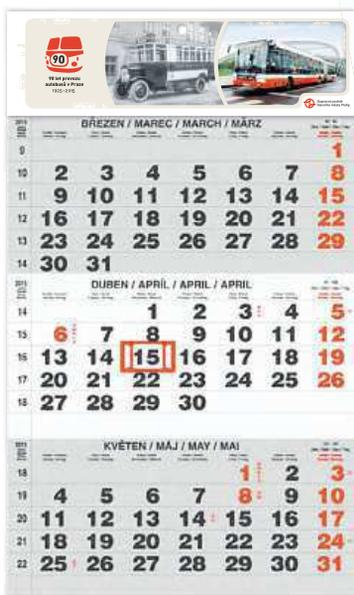 90
90 let provozu
autobusů v Praze
1925–2015
BŘEZEN / MAREC / MARCH / MÄRZ
9 1
10 2 3 4 5 6 7 8
11 9 10 11 12 13 14 15
12 16 17 18 19 20 21 22
13 23 24 25 26 27 28 29
14 30 31
DUBEN / APRÍL / APRIL / APRIL
14 1 2 3 4 5
15 6 7 8 9 10 11 12
16 13 14 15 16 17 18 19
17 20 21 22 23 24 25 26
18 27 28 29 30
KVĚTEN / MÁJ / MAY / MAI
18 1 2 3
19 4 5 6 7 8 9 10
20 11 12 13 14 15 16 17
21 18 19 20 21 22 23 24
22 25 26 27 28 29 30 31